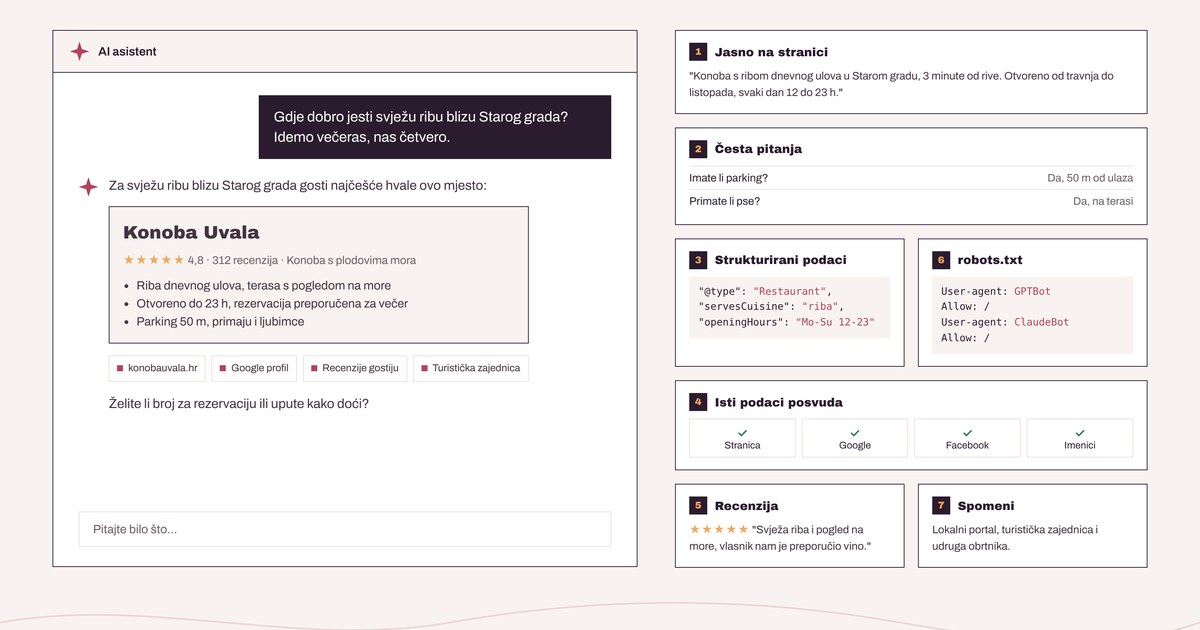 AI asistent
Gdje dobro jesti svježu ribu blizu Starog grada?
Idemo večeras, nas četvero.
Za svježu ribu blizu Starog grada gosti najčešće hvale ovo mjesto:
Konoba Uvala
★★★★★ 4,8 · 312 recenzija · Konoba s plodovima mora
• Riba dnevnog ulova, terasa s pogledom na more
• Otvoreno do 23 h, rezervacija preporučena za večer
• Parking 50 m, primaju i ljubimce
konobauvala.hr
Google profil
Recenzije gostiju
Turistička zajednica
Želite li broj za rezervaciju ili upute kako doći?
Pitajte bilo što...
1 Jasno na stranici
"Konoba s ribom dnevnog ulova u Starom gradu, 3 minute od rive. Otvoreno od travnja do
listopada, svaki dan 12 do 23 h."
2 Česta pitanja
Imate li parking? Da, 50 m od ulaza
Primate li pse? Da, na terasi
3 Strukturirani podaci
"@type": "Restaurant",
"servesCuisine": "riba",
"openingHours": "Mo-Su 12-23"
6 robots.txt
User-agent: GPTBot
Allow: /
User-agent: ClaudeBot
Allow: /
4 Isti podaci posvuda
✓ Stranica
✓ Google
✓ Facebook
✓ Imenici
5 Recenzija
★★★★★ "Svježa riba i pogled na
more, vlasnik nam je preporučio vino."
7 Spomeni
Lokalni portal, turistička zajednica i
udruga obrtnika.